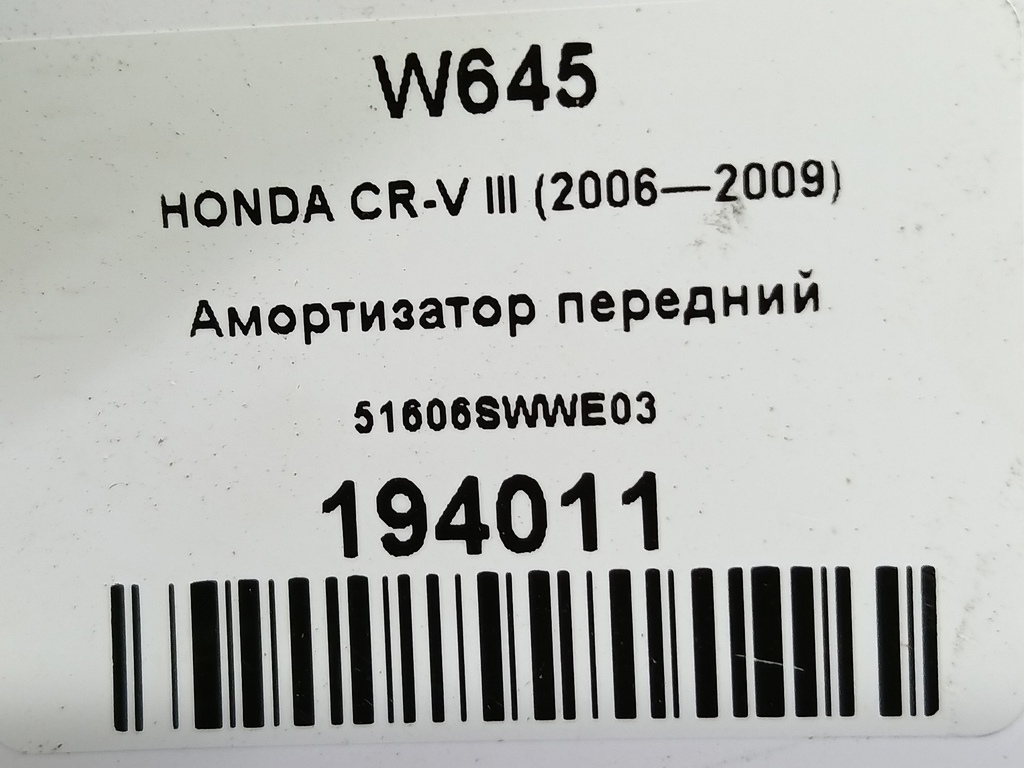 W645
HONDA CR-V III (2006—2009)
Амортизатор передний
51606SWWE03
194011